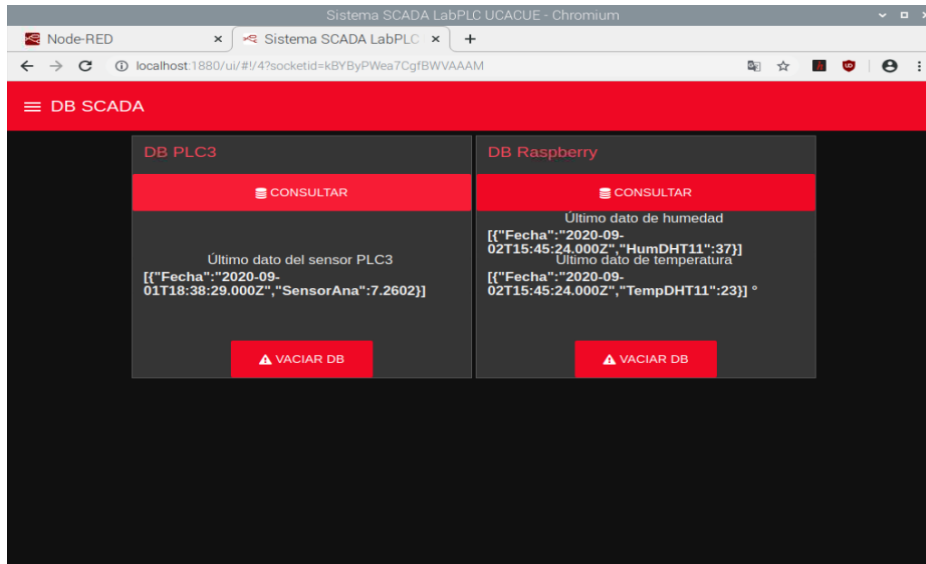 Sistema SCADA LabPLC UCACUE - Chromium
Node-RED
Sistema SCADA LabPLC
localhost:1880/ui/#!/4?socketid=kBYByPWea7CgfBWVAAAM
DB SCADA
DB PLC3
CONSULTAR
Último dato del sensor PLC3
[{"Fecha":"2020-09-
01T18:38:29.000Z","SensorAna":7.2602}]
VACIAR DB
DB Raspberry
CONSULTAR
Último dato de humedad
[{"Fecha":"2020-09-
02T15:45:24.000Z","HumDHT11":37}]
Último dato de temperatura
[{"Fecha":"2020-09-
02T15:45:24.000Z","TempDHT11":23}] °
VACIAR DB